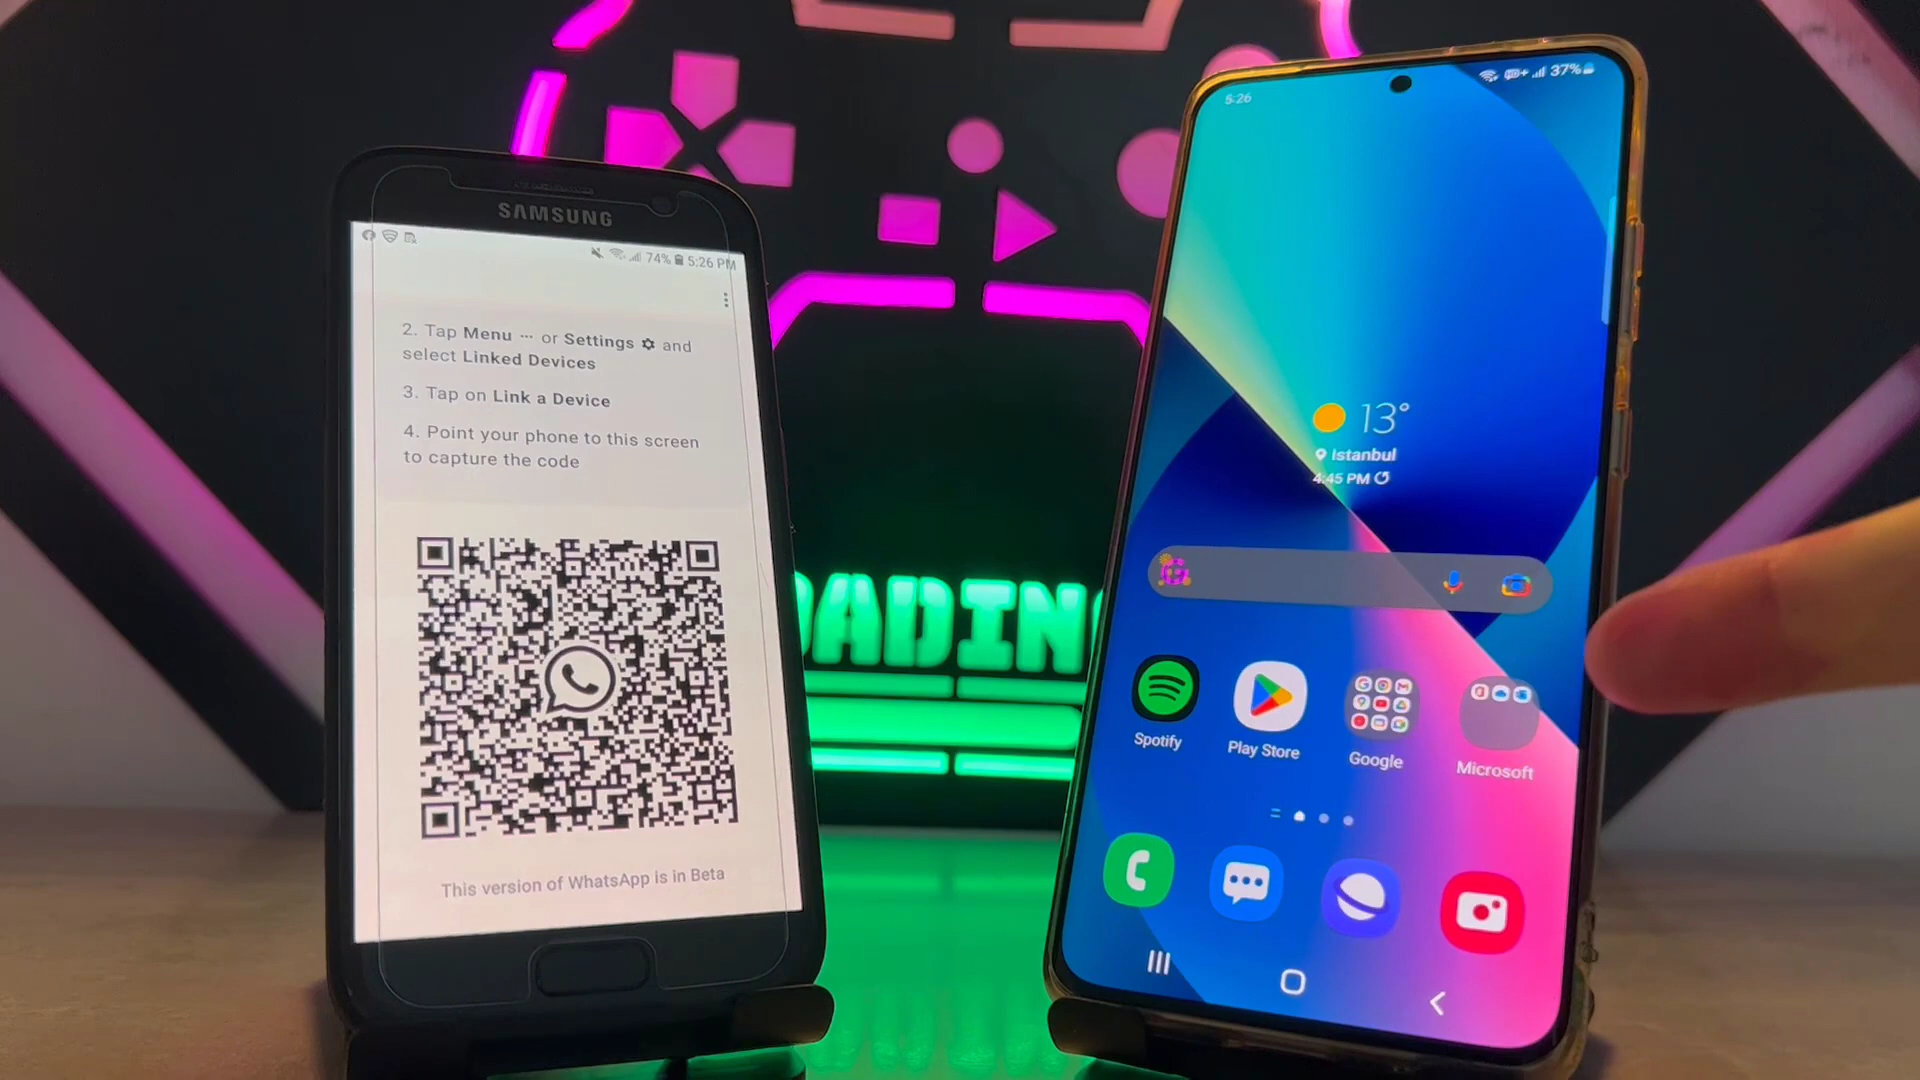 SAMSUNG
74% 5:26 PM
2. Tap Menu ··· or Settings and
select Linked Devices
3. Tap on Link a Device
4. Point your phone to this screen
to capture the code
This version of WhatsApp is in Beta
OADIN
5:26
37%
13°
Istanbul
4:45 PM
Spotify
Play Store
Google
Microsoft